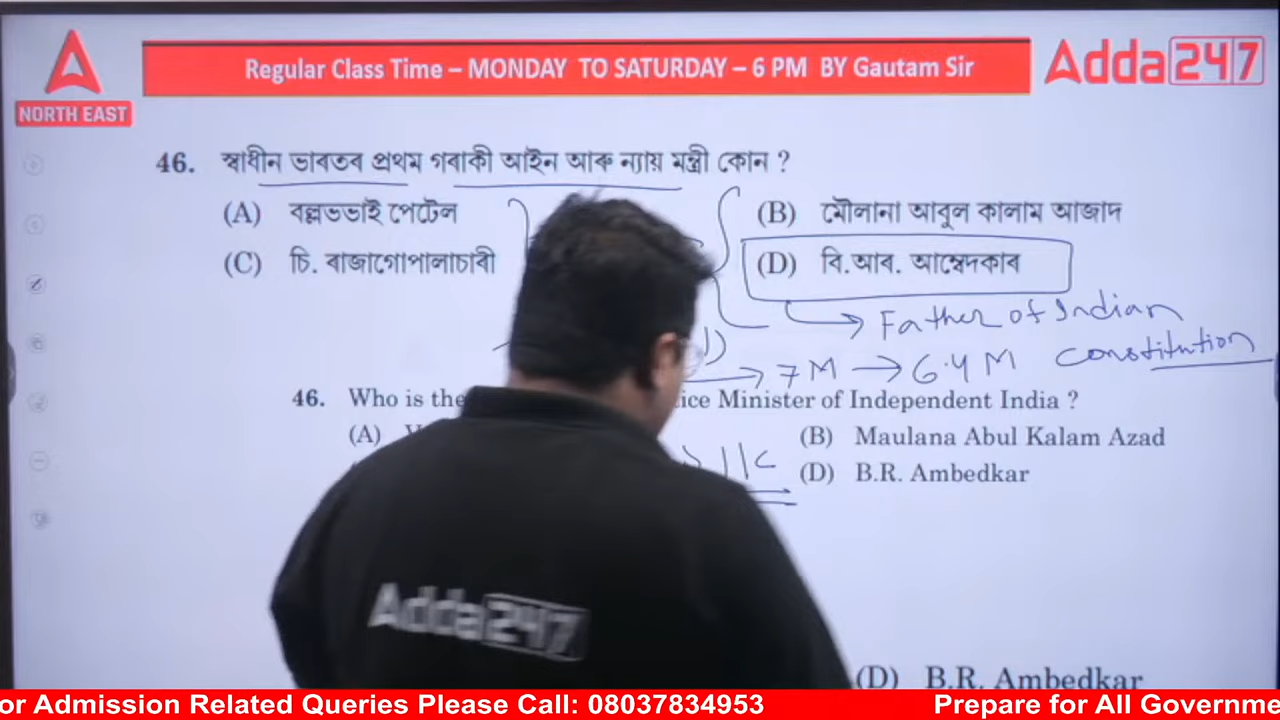 Regular Class Time – MONDAY TO SATURDAY – 6 PM BY Gautam Sir
Adda247
NORTH EAST
46. স্বাধীন ভাৰতৰ প্ৰথম গৰাকী আইন আৰু ন্যায় মন্ত্ৰী কোন ?
(A) বল্লভভাই পেটেল
(B) মৌলানা আবুল কালাম আজাদ
(C) চি. ৰাজাগোপালাচাৰী
(D) বি.আৰ. আম্বেদকাৰ
Father of Indian
constitution
7M → 6.4M
46. Who is the Minister of Independent India ?
(A)
(B) Maulana Abul Kalam Azad
11c
(D) B.R. Ambedkar
Adda247
(D) B.R. Ambedkar
or Admission Related Queries Please Call: 08037834953 Prepare for All Governme